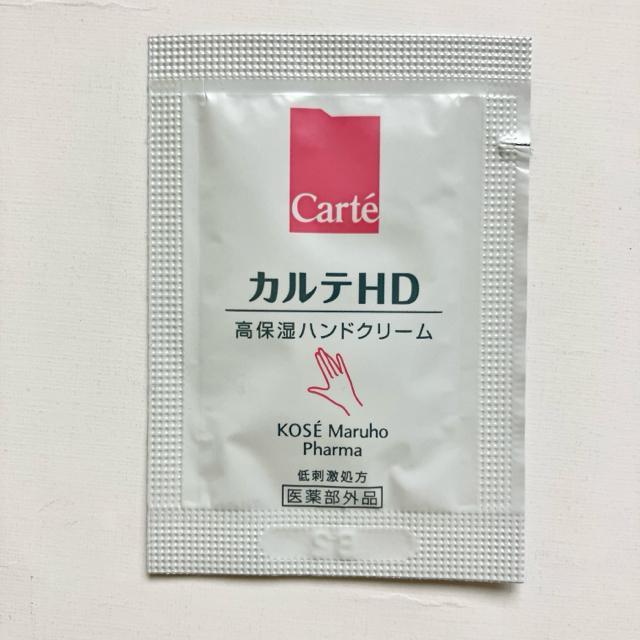 Carté
カルテHD
高保湿ハンドクリーム
KOSÉ Maruho
Pharma
低刺激処方
医薬部外品